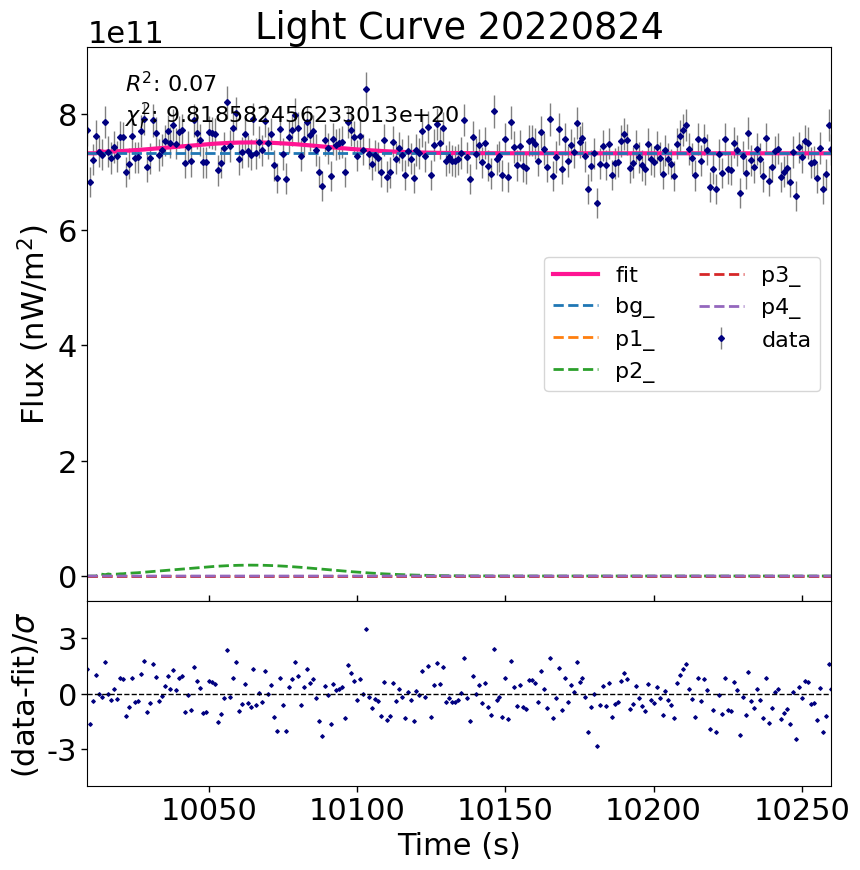 Light Curve 20220824
1e11
R²: 0.07
χ²: 9.818582456233013e+20
8
6
4
2
0
Flux (nW/m²)
fit
bg_
p1_
p2_
p3_
p4_
data
3
0
-3
(data-fit)/σ
10050 10100 10150 10200 10250
Time (s)